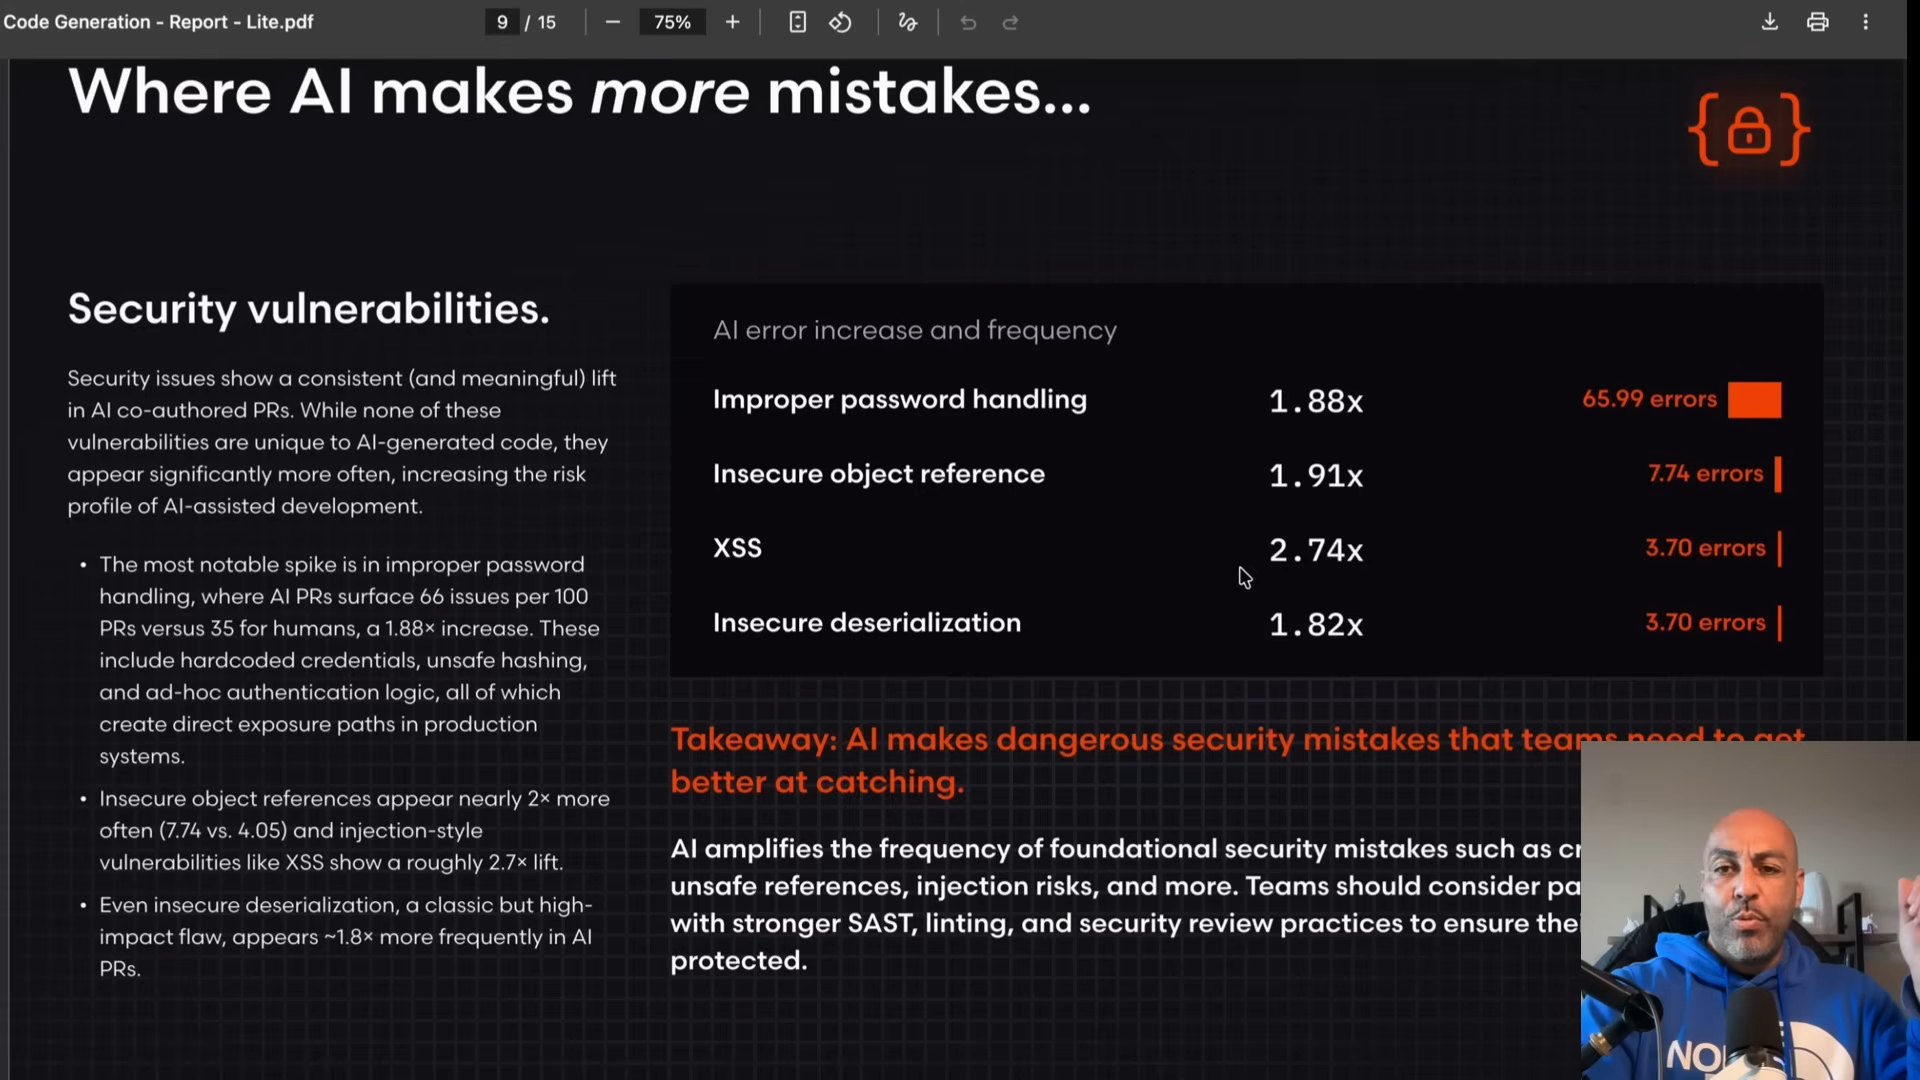 Code Generation - Report - Lite.pdf
9 / 15
75%
Where AI makes more mistakes...
Security vulnerabilities.
Security issues show a consistent (and meaningful) lift
in AI co-authored PRs. While none of these
vulnerabilities are unique to AI-generated code, they
appear significantly more often, increasing the risk
profile of AI-assisted development.
• The most notable spike is in improper password
handling, where AI PRs surface 66 issues per 100
PRs versus 35 for humans, a 1.88× increase. These
include hardcoded credentials, unsafe hashing,
and ad-hoc authentication logic, all of which
create direct exposure paths in production
systems.
• Insecure object references appear nearly 2× more
often (7.74 vs. 4.05) and injection-style
vulnerabilities like XSS show a roughly 2.7× lift.
• Even insecure deserialization, a classic but high-
impact flaw, appears ~1.8× more frequently in AI
PRs.
AI error increase and frequency
Improper password handling 1.88x 65.99 errors
Insecure object reference 1.91x 7.74 errors
XSS 2.74x 3.70 errors
Insecure deserialization 1.82x 3.70 errors
Takeaway: AI makes dangerous security mistakes that teams need to get
better at catching.
AI amplifies the frequency of foundational security mistakes such as
unsafe references, injection risks, and more. Teams should consider
with stronger SAST, linting, and security review practices to ensure
protected.